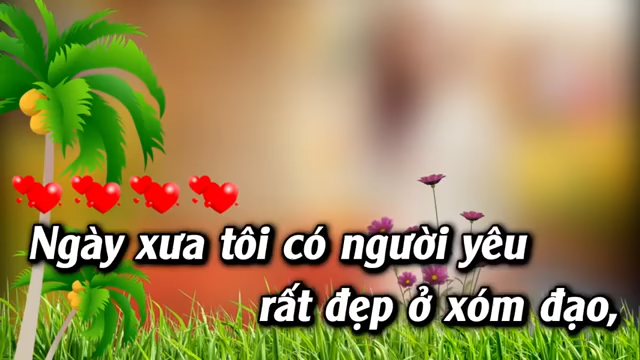 Ngày xưa tôi có người yêu
rất đẹp ở xóm đạo,